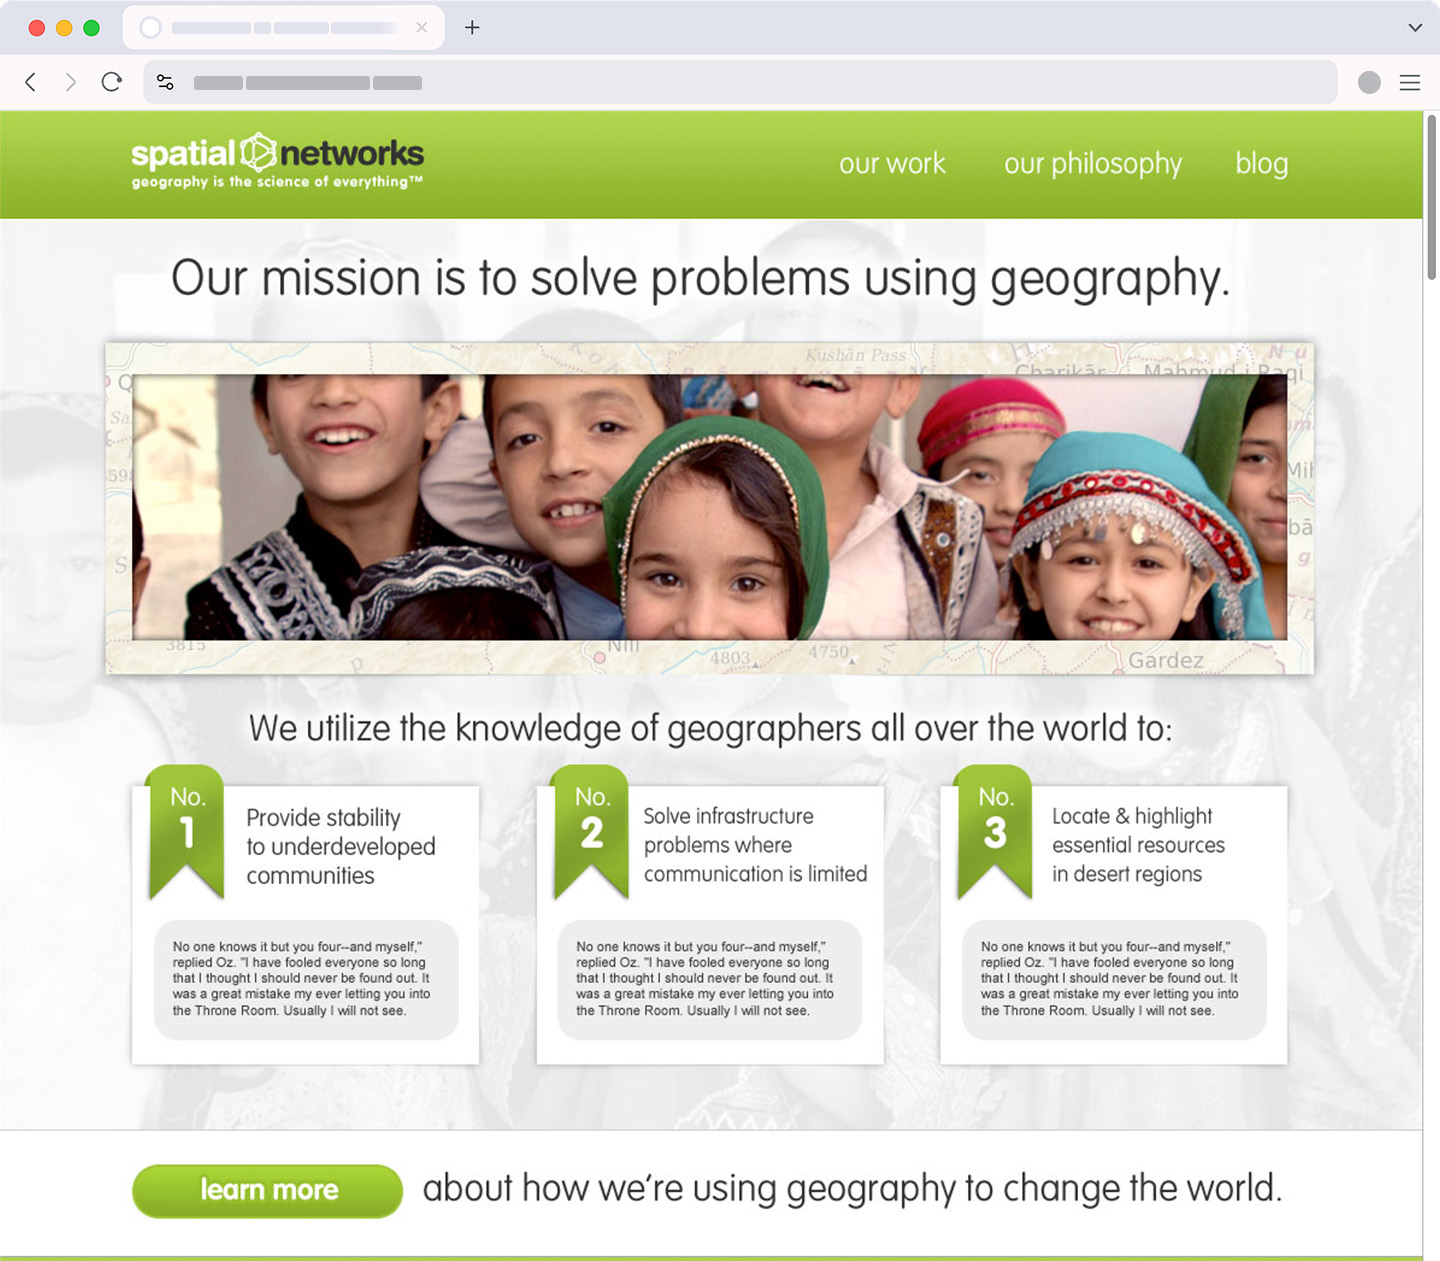 spatial networks
geography is the science of everything™
our work our philosophy blog
Our mission is to solve problems using geography.
Kushān Pass
Charikār
Mahmud-i-Raqi
3815
Nili
4803
4750
Gardez
We utilize the knowledge of geographers all over the world to:
No.
1
Provide stability
to underdeveloped
communities
No one knows it but you four--and myself,"
replied Oz. "I have fooled everyone so long
that I thought I should never be found out. It
was a great mistake my ever letting you into
the Throne Room. Usually I will not see.
No.
2
Solve infrastructure
problems where
communication is limited
No one knows it but you four--and myself,"
replied Oz. "I have fooled everyone so long
that I thought I should never be found out. It
was a great mistake my ever letting you into
the Throne Room. Usually I will not see.
No.
3
Locate & highlight
essential resources
in desert regions
No one knows it but you four--and myself,"
replied Oz. "I have fooled everyone so long
that I thought I should never be found out. It
was a great mistake my ever letting you into
the Throne Room. Usually I will not see.
learn more about how we're using geography to change the world.